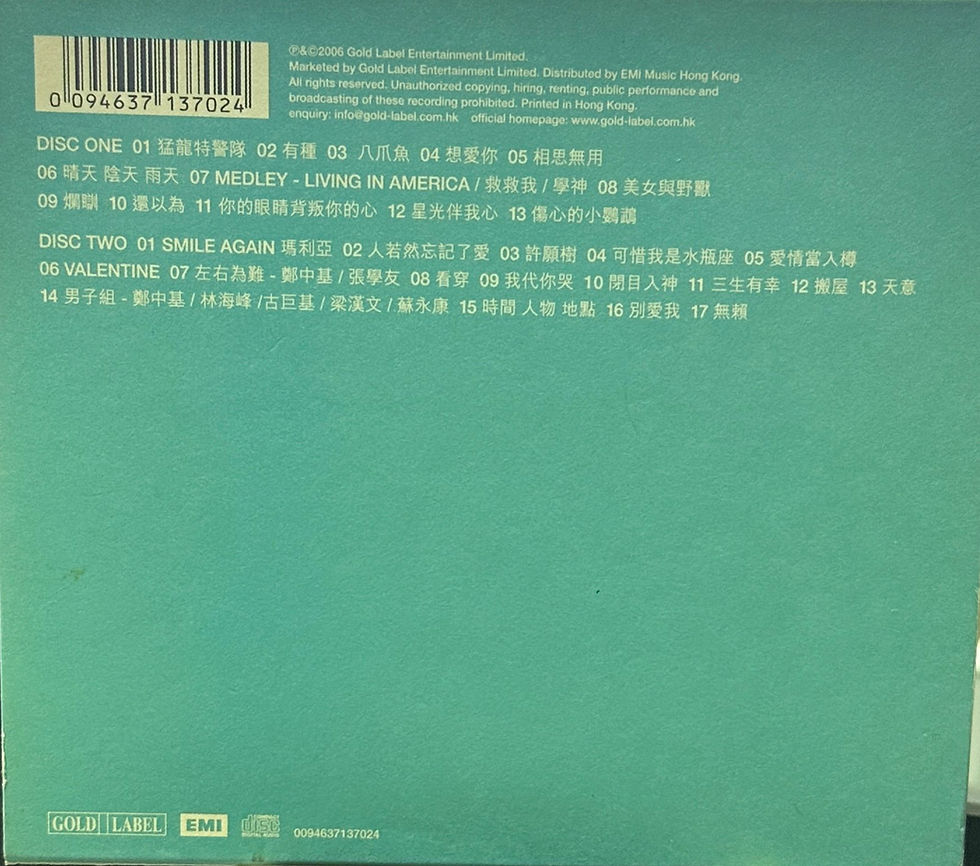 0 094637 137024
℗&©2006 Gold Label Entertainment Limited.
Marketed by Gold Label Entertainment Limited. Distributed by EMI Music Hong Kong.
All rights reserved. Unauthorized copying, hiring, renting, public performance and
broadcasting of these recording prohibited. Printed in Hong Kong.
enquiry: info@gold-label.com.hk official homepage: www.gold-label.com.hk
DISC ONE 01 猛龍特警隊 02 有種 03 八爪魚 04 想愛你 05 相思無用
06 晴天 陰天 雨天 07 MEDLEY - LIVING IN AMERICA / 救救我 / 學神 08 美女與野獸
09 爛瞓 10 還以為 11 你的眼睛背叛你的心 12 星光伴我心 13 傷心的小鸚鵡
DISC TWO 01 SMILE AGAIN 瑪利亞 02 人若然忘記了愛 03 許願樹 04 可惜我是水瓶座 05 愛情當入樽
06 VALENTINE 07 左右為難 - 鄭中基 / 張學友 08 看穿 09 我代你哭 10 閉目入神 11 三生有幸 12 搬屋 13 天意
14 男子組 - 鄭中基 / 林海峰 /古巨基 / 梁漢文 / 蘇永康 15 時間 人物 地點 16 別愛我 17 無賴
GOLD LABEL EMI COMPACT disc DIGITAL AUDIO 0094637137024